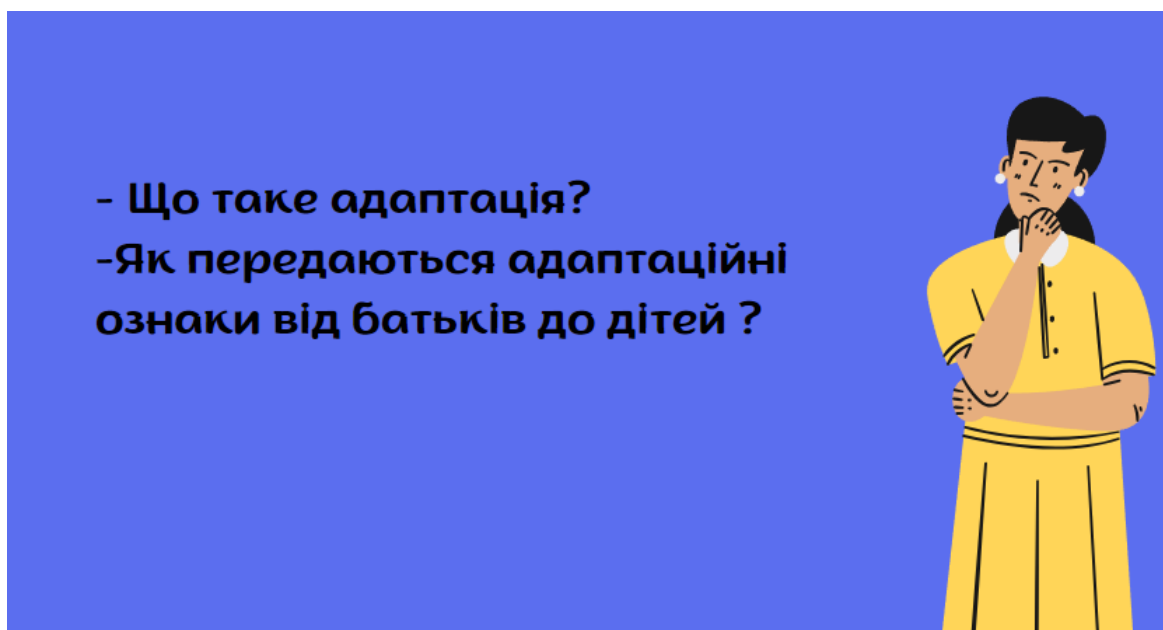 - Що таке адаптація?
-Як передаються адаптаційні
ознаки від батьків до дітей ?